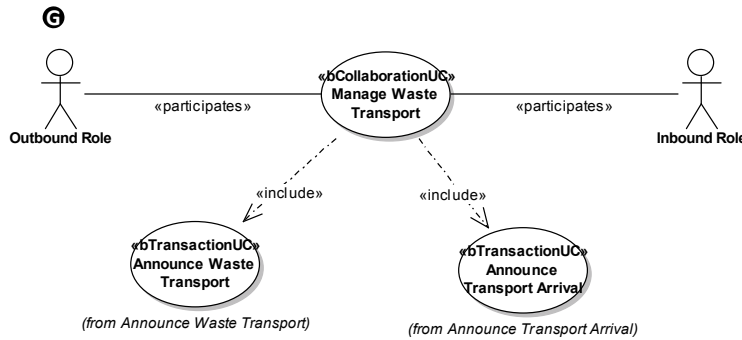 G
«bCollaborationUC»
Manage Waste
Transport
«participates»
«participates»
Outbound Role
Inbound Role
«include»
«include»
«bTransactionUC»
Announce Waste
Transport
«bTransactionUC»
Announce
Transport Arrival
(from Announce Waste Transport)
(from Announce Transport Arrival)